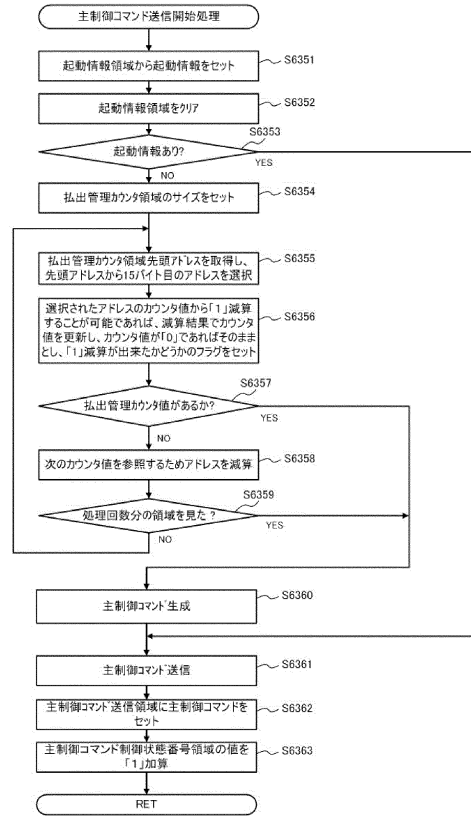 主制御コマンド送信開始処理
起動情報領域から起動情報をセット
S6351
起動情報領域をクリア
S6352
S6353
起動情報あり?
YES
NO
払出管理カウンタ領域のサイズをセット
S6354
払出管理カウンタ領域先頭アドレスを取得し、
先頭アドレスから15バイト目のアドレスを選択
S6355
選択されたアドレスのカウンタ値から「1」減算
することが可能であれば、減算結果でカウンタ
値を更新し、カウンタ値が「0」であればそのまま
とし、「1」減算が出来たかどうかのフラグをセット
S6356
S6357
払出管理カウンタ値があるか?
YES
NO
次のカウンタ値を参照するためアドレスを減算
S6358
S6359
処理回数分の領域を見た?
YES
NO
主制御コマンド生成
S6360
主制御コマンド送信
S6361
主制御コマンド送信領域に主制御コマンドを
セット
S6362
主制御コマンド制御状態番号領域の値を
「1」加算
S6363
RET